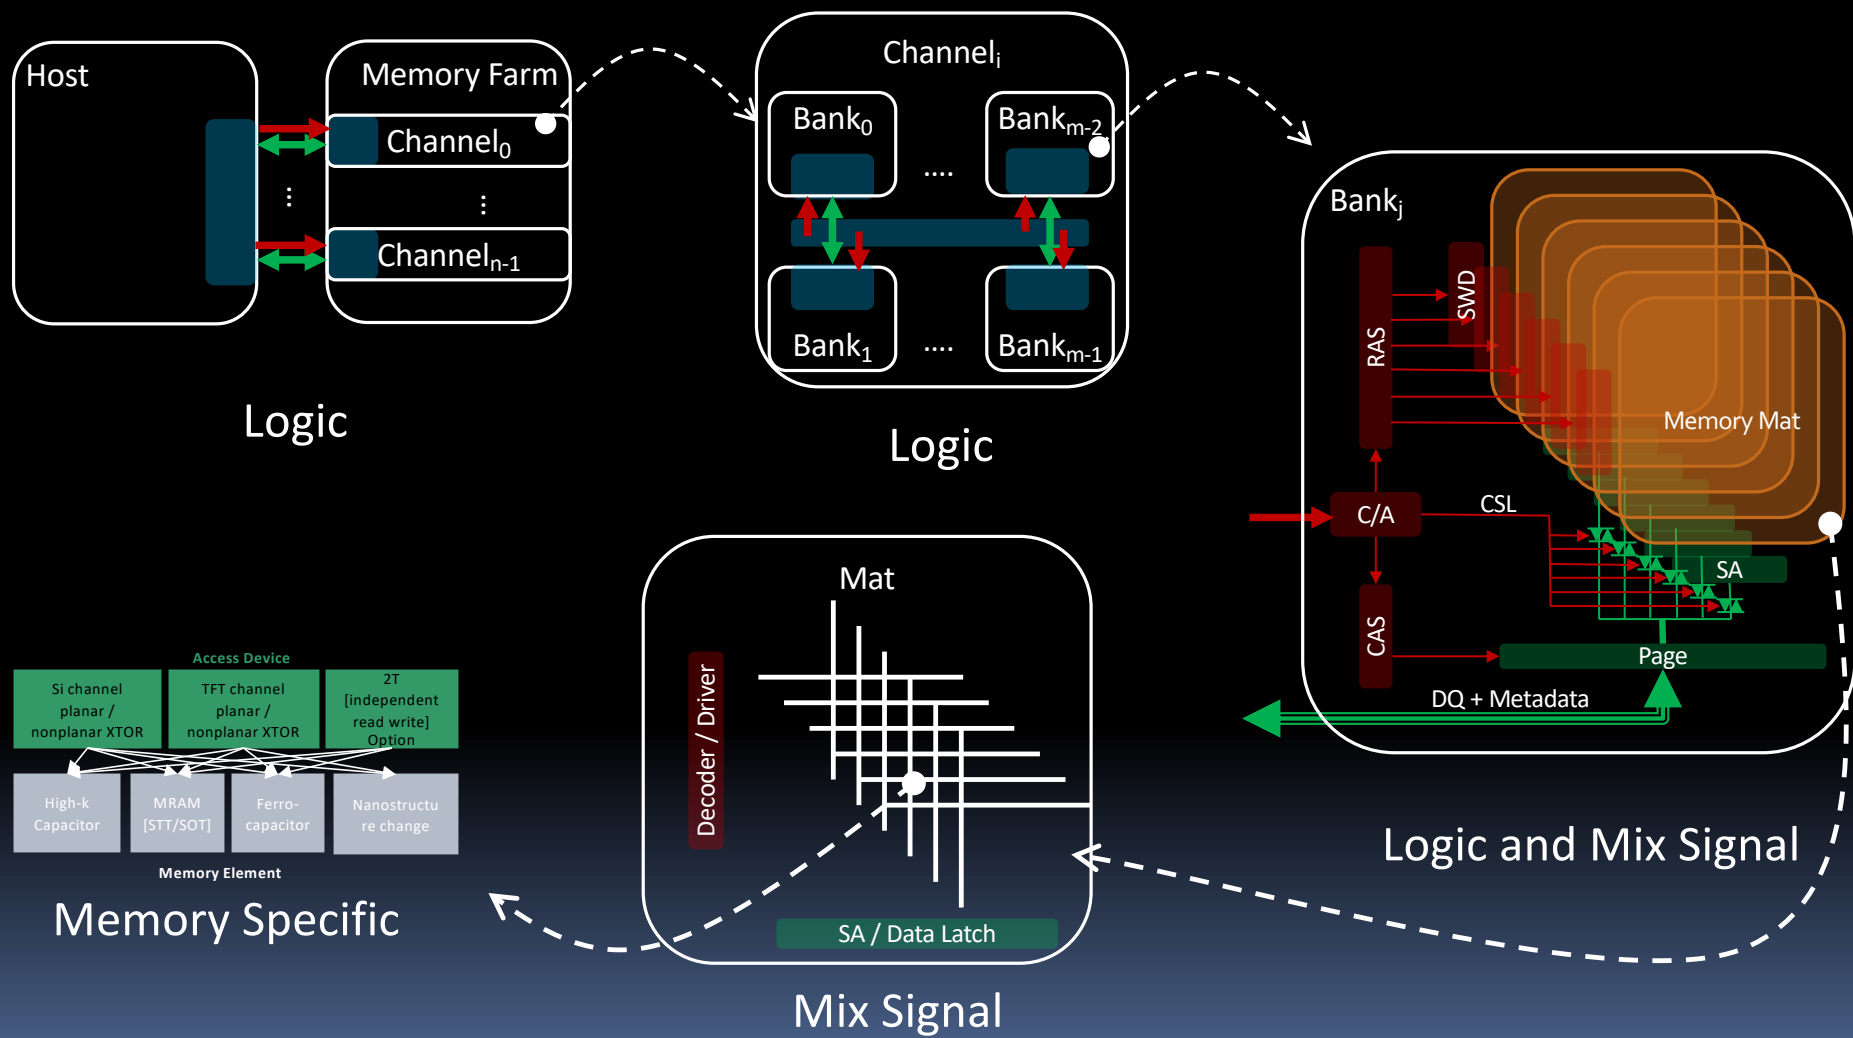 Host
Memory Farm
Channel0
⋮
⋮
Channeln-1
Logic
Channeli
Bank0
....
Bankm-2
Bank1
....
Bankm-1
Logic
Bankj
RAS
SWD
Memory Mat
C/A
CSL
SA
CAS
Page
DQ + Metadata
Logic and Mix Signal
Mat
Decoder / Driver
SA / Data Latch
Mix Signal
Access Device
Si channel
planar /
nonplanar XTOR
TFT channel
planar /
nonplanar XTOR
2T
[independent
read write]
Option
High-k
Capacitor
MRAM
[STT/SOT]
Ferro-
capacitor
Nanostructu
re change
Memory Element
Memory Specific